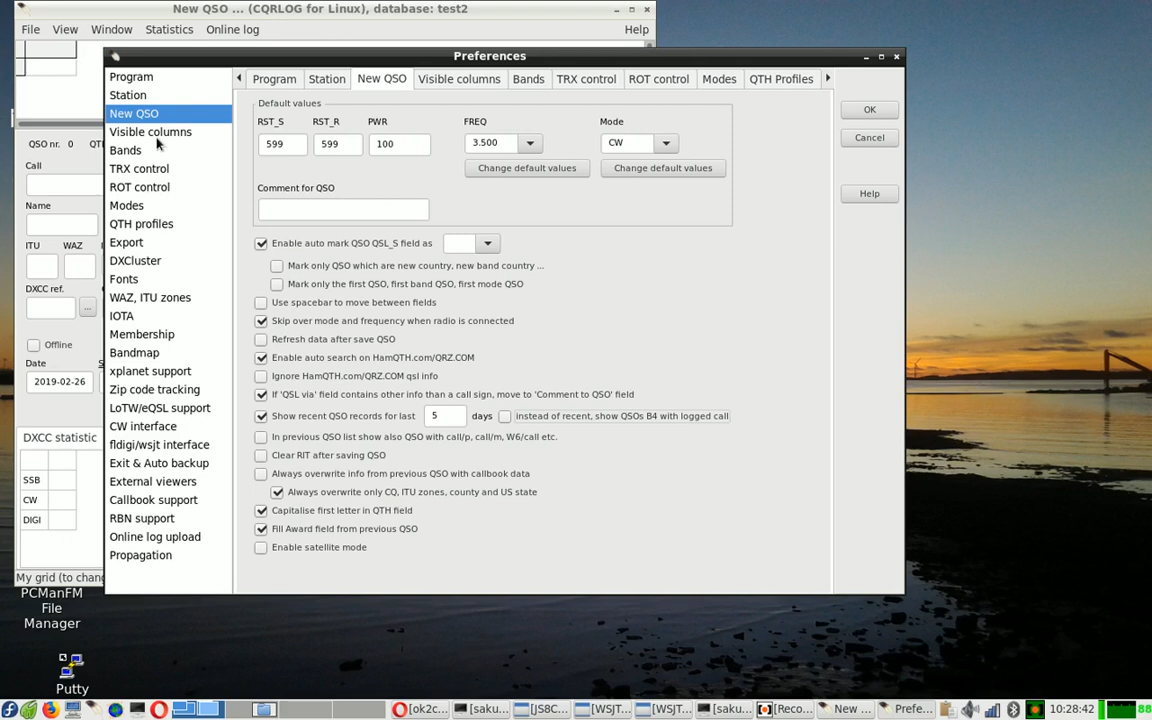 New QSO ... (CQRLOG for Linux), database: test2
File View Window Statistics Online log Help
Preferences
Program
Station
New QSO
Visible columns
Bands
TRX control
ROT control
Modes
QTH profiles
Export
DXCluster
Fonts
WAZ, ITU zones
IOTA
Membership
Bandmap
xplanet support
Zip code tracking
LoTW/eQSL support
CW interface
fldigi/wsjt interface
Exit & Auto backup
External viewers
Callbook support
RBN support
Online log upload
Propagation
Program Station New QSO Visible columns Bands TRX control ROT control Modes QTH Profiles
Default values
RST_S RST_R PWR FREQ Mode
599 599 100 3.500 CW
Change default values Change default values
Comment for QSO
Enable auto mark QSO QSL_S field as
Mark only QSO which are new country, new band country ...
Mark only the first QSO, first band QSO, first mode QSO
Use spacebar to move between fields
Skip over mode and frequency when radio is connected
Refresh data after save QSO
Enable auto search on HamQTH.com/QRZ.COM
Ignore HamQTH.com/QRZ.COM qsl info
If 'QSL via' field contains other info than a call sign, move to 'Comment to QSO' field
Show recent QSO records for last 5 days instead of recent, show QSOs B4 with logged call
In previous QSO list show also QSO with call/p, call/m, W6/call etc.
Clear RIT after saving QSO
Always overwrite info from previous QSO with callbook data
Always overwrite only CQ, ITU zones, county and US state
Capitalise first letter in QTH field
Fill Award field from previous QSO
Enable satellite mode
OK
Cancel
Help
QSO nr. 0
Call
Name
ITU WAZ
DXCC ref.
...
Offline
Date
2019-02-26
DXCC statistic
SSB
CW
DIGI
My grid (to
PCManFM
File
Manager
Putty
[ok2c... [saku... [JS8C... [WSJT... [WSJT... [saku... [Reco... New ... Prefe... 10:28:42 88